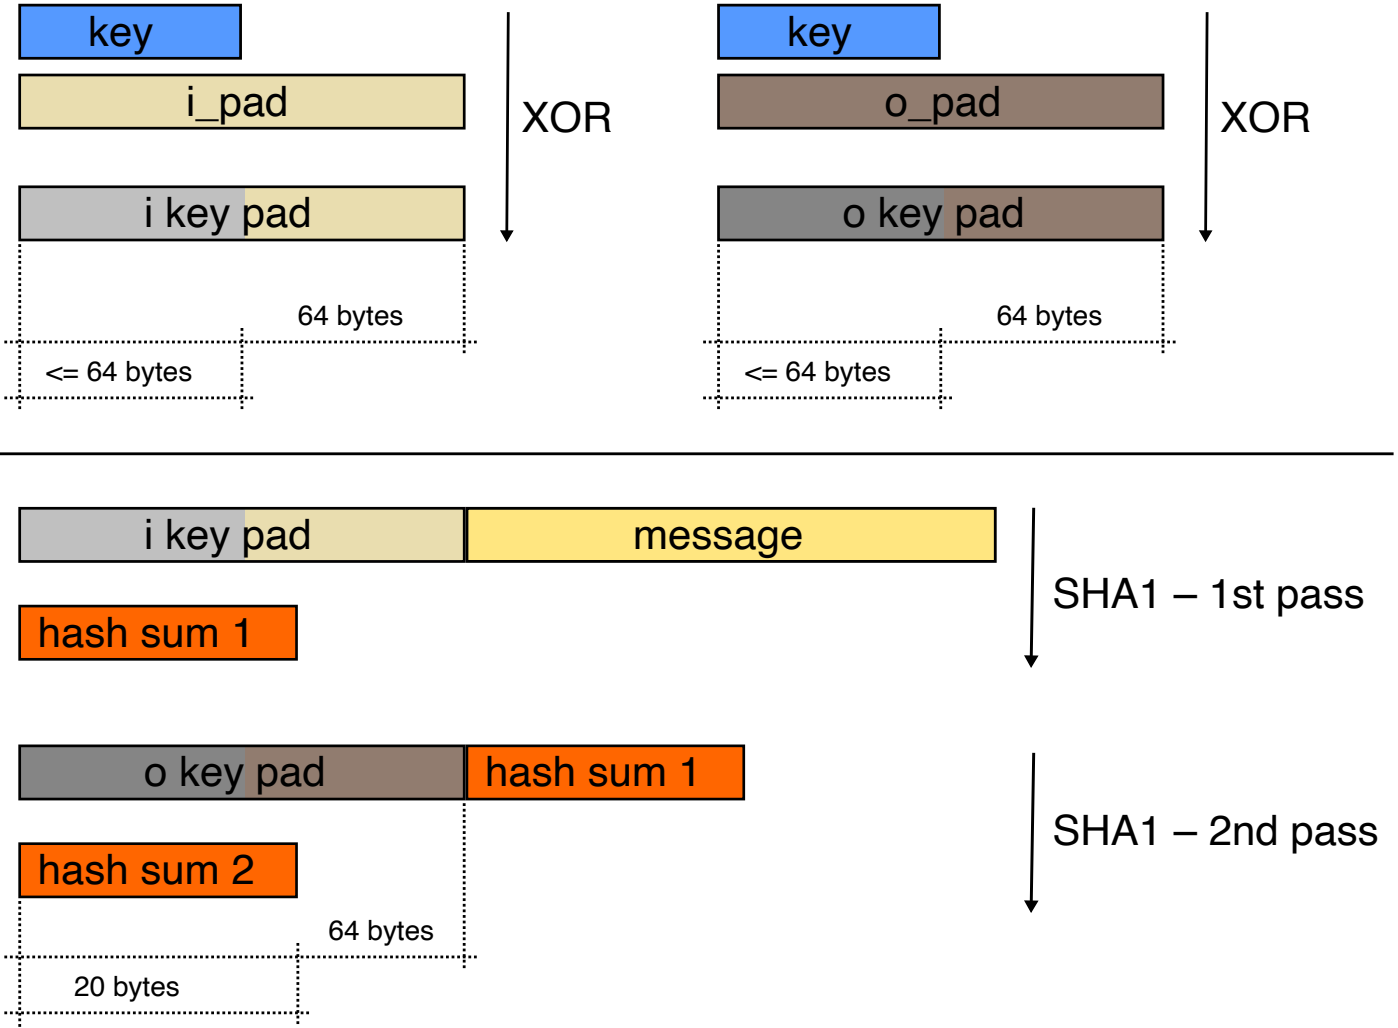 key
i_pad
XOR
i key pad
64 bytes
<= 64 bytes
key
o_pad
XOR
o key pad
64 bytes
<= 64 bytes
i key pad
message
SHA1 – 1st pass
hash sum 1
o key pad
hash sum 1
SHA1 – 2nd pass
hash sum 2
64 bytes
20 bytes